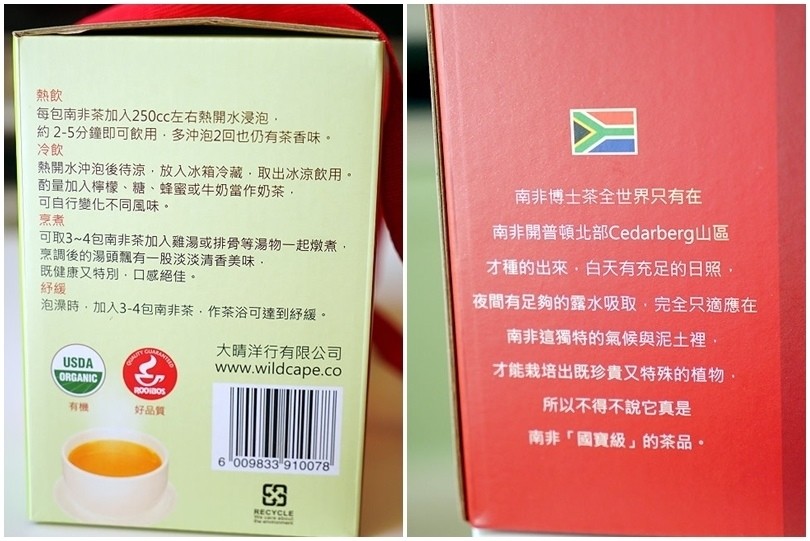 熱飲
每包南非茶加入250cc左右熱開水浸泡，
約 2-5分鐘即可飲用，多沖泡2回也仍有茶香味。
冷飲
熱開水沖泡後待涼，放入冰箱冷藏，取出冰涼飲用。
酌量加入檸檬、糖、蜂蜜或牛奶當作奶茶，
可自行變化不同風味。
烹煮
可取3~4包南非茶加入雞湯或排骨等湯物一起燉煮，
烹調後的湯頭飄有一股淡淡清香美味，
既健康又特別，口感絕佳。
紓緩
泡澡時，加入3-4包南非茶，作茶浴可達到紓緩。
大晴洋行有限公司
www.wildcape.co
USDA
ORGANIC
有機
QUALITY GUARANTEED
ROOIBOS
好品質
6 009833 910078
RECYCLE
We care about
the environment
南非博士茶全世界只有在
南非開普頓北部Cedarberg山區
才種的出來，白天有充足的日照，
夜間有足夠的露水吸取，完全只適應在
南非這獨特的氣候與泥土裡，
才能栽培出既珍貴又特殊的植物，
所以不得不說它真是
南非「國寶級」的茶品。